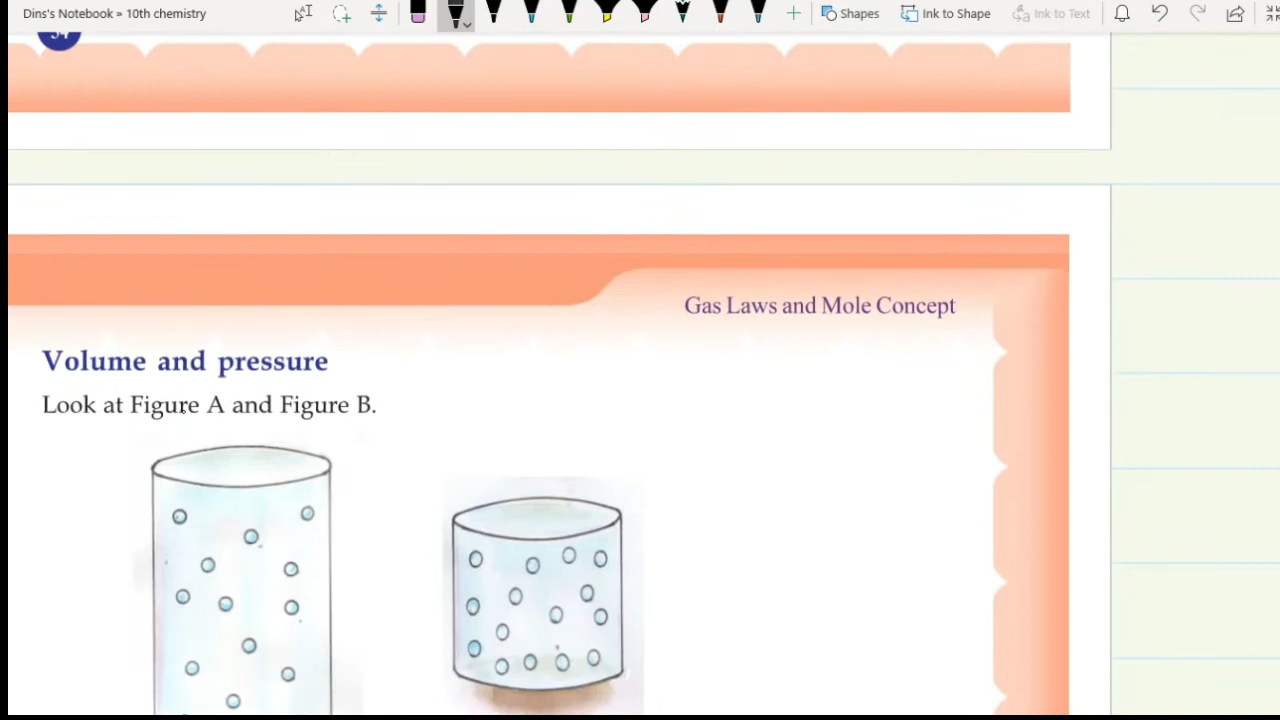 Dins's Notebook » 10th chemistry
Shapes
Ink to Shape
Ink to Text
Gas Laws and Mole Concept
Volume and pressure
Look at Figure A and Figure B.